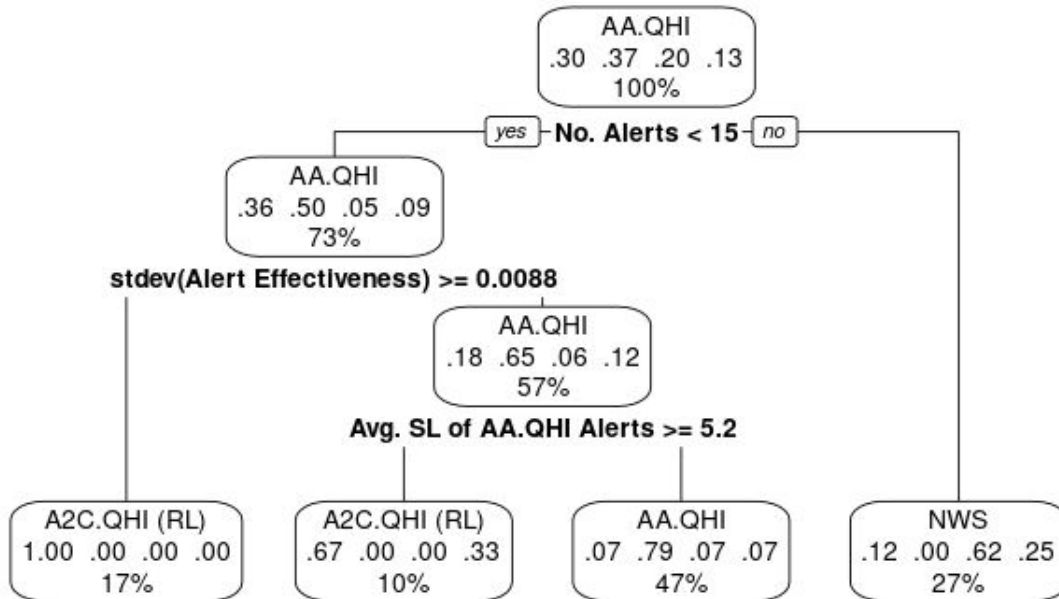 AA.QHI
.30 .37 .20 .13
100%
yes No. Alerts < 15 no
AA.QHI
.36 .50 .05 .09
73%
stdev(Alert Effectiveness) >= 0.0088
AA.QHI
.18 .65 .06 .12
57%
Avg. SL of AA.QHI Alerts >= 5.2
A2C.QHI (RL)
1.00 .00 .00 .00
17%
A2C.QHI (RL)
.67 .00 .00 .33
10%
AA.QHI
.07 .79 .07 .07
47%
NWS
.12 .00 .62 .25
27%